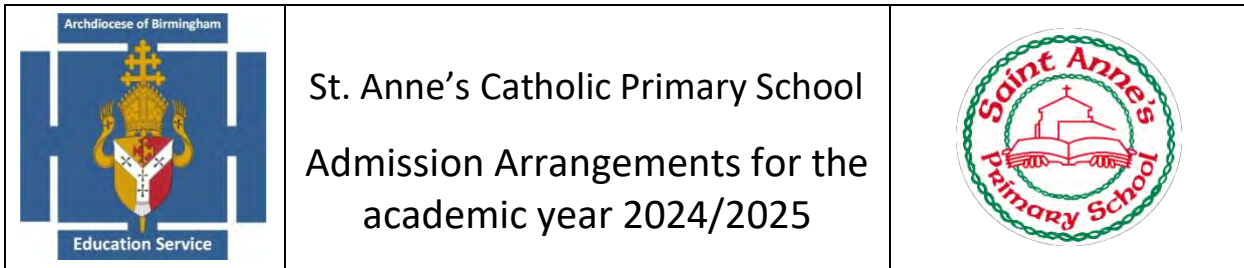 Archdiocese of Birmingham
Education Service
St. Anne's Catholic Primary School
Admission Arrangements for the
academic year 2024/2025
Saint Anne's
Primary School